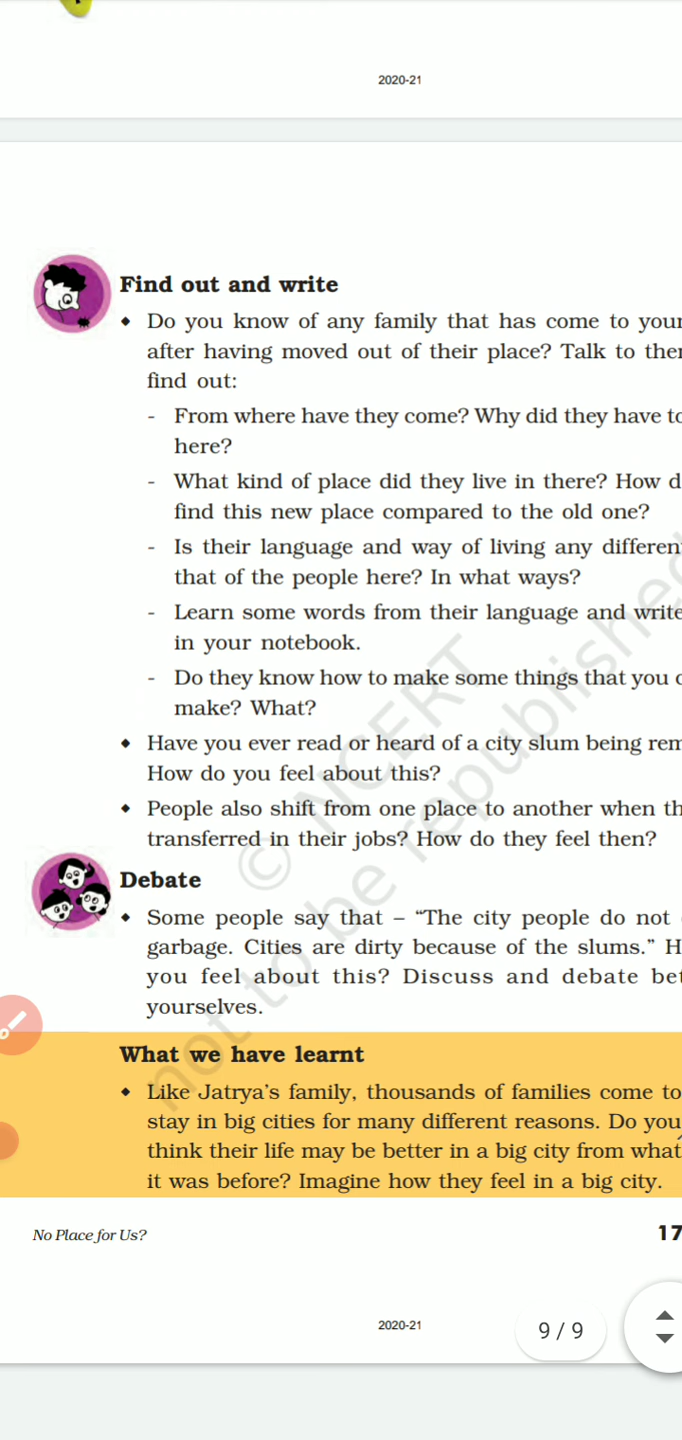 2020-21
Find out and write
♦ Do you know of any family that has come to your
after having moved out of their place? Talk to
find out:
- From where have they come? Why did they have to
here?
- What kind of place did they live in there? How
find this new place compared to the old one?
- Is their language and way of living any
that of the people here? In what ways?
- Learn some words from their language and write
in your notebook.
- Do they know how to make some things that you
make? What?
♦ Have you ever read or heard of a city slum being
How do you feel about this?
♦ People also shift from one place to another when
transferred in their jobs? How do they feel then?
Debate
♦ Some people say that – “The city people do not
garbage. Cities are dirty because of the slums.”
you feel about this? Discuss and debate
yourselves.
What we have learnt
♦ Like Jatrya’s family, thousands of families come to
stay in big cities for many different reasons. Do you
think their life may be better in a big city from what
it was before? Imagine how they feel in a big city.
No Place for Us?
17
2020-21
9 / 9
© NCERT
not to be republished